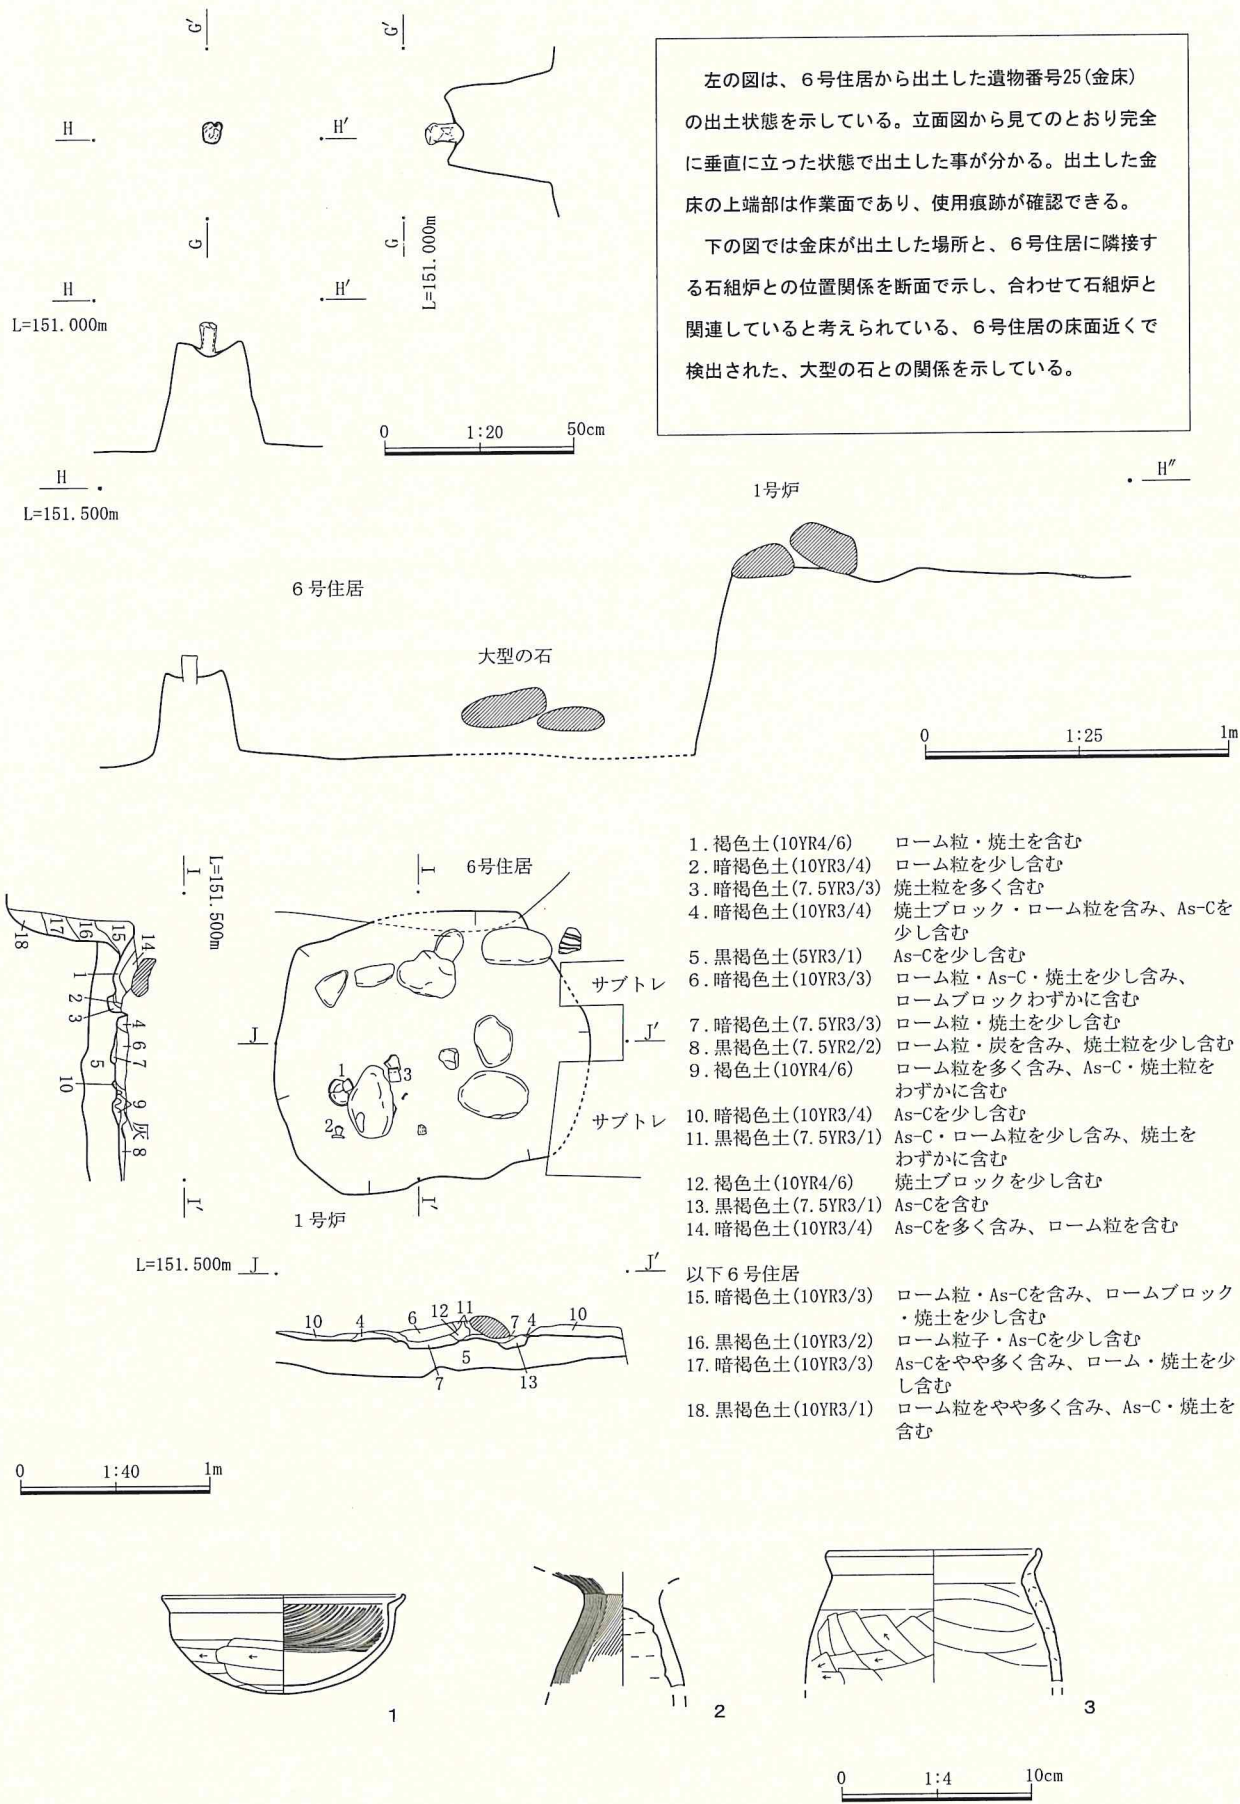 G′
G′
H
H′
H′
G
G
L=151.000m
H
H′
L=151.000m
0 1:20 50cm
左の図は、６号住居から出土した遺物番号25(金床)
の出土状態を示している。立面図から見てのとおり完全
に垂直に立った状態で出土した事が分かる。出土した金
床の上端部は作業面であり、使用痕跡が確認できる。
下の図では金床が出土した場所と、６号住居に隣接す
る石組炉との位置関係を断面で示し、合わせて石組炉と
関連していると考えられている、６号住居の床面近くで
検出された、大型の石との関係を示している。
H
L=151.500m
H″
1号炉
６号住居
大型の石
0 1:25 1m
I
L=151.500m
I
6号住居
18 17 16 15 14
1
2
3
4
6
7
5
10
9
灰
8
I′
サブトレ
J
J′
1
3
2
サブトレ
I′
１号炉
L=151.500m J
J′
10 4 6 12 11 7 4 10
5
7 13
0 1:40 1m
1. 褐色土(10YR4/6) ローム粒・焼土を含む
2. 暗褐色土(10YR3/4) ローム粒を少し含む
3. 暗褐色土(7.5YR3/3) 焼土粒を多く含む
4. 暗褐色土(10YR3/4) 焼土ブロック・ローム粒を含み、As-Cを
少し含む
5. 黒褐色土(5YR3/1) As-Cを少し含む
6. 暗褐色土(10YR3/3) ローム粒・As-C・焼土を少し含み、
ロームブロックわずかに含む
7. 暗褐色土(7.5YR3/3) ローム粒・焼土を少し含む
8. 黒褐色土(7.5YR2/2) ローム粒・炭を含み、焼土粒を少し含む
9. 褐色土(10YR4/6) ローム粒を多く含み、As-C・焼土粒を
わずかに含む
10. 暗褐色土(10YR3/4) As-Cを少し含む
11. 黒褐色土(7.5YR3/1) As-C・ローム粒を少し含み、焼土を
わずかに含む
12. 褐色土(10YR4/6) 焼土ブロックを少し含む
13. 黒褐色土(7.5YR3/1) As-Cを含む
14. 暗褐色土(10YR3/4) As-Cを多く含み、ローム粒を含む
以下６号住居
15. 暗褐色土(10YR3/3) ローム粒・As-Cを含み、ロームブロック
・焼土を少し含む
16. 黒褐色土(10YR3/2) ローム粒子・As-Cを少し含む
17. 暗褐色土(10YR3/3) As-Cをやや多く含み、ローム・焼土を少
し含む
18. 黒褐色土(10YR3/1) ローム粒をやや多く含み、As-C・焼土を
含む
1
2
3
0 1:4 10cm